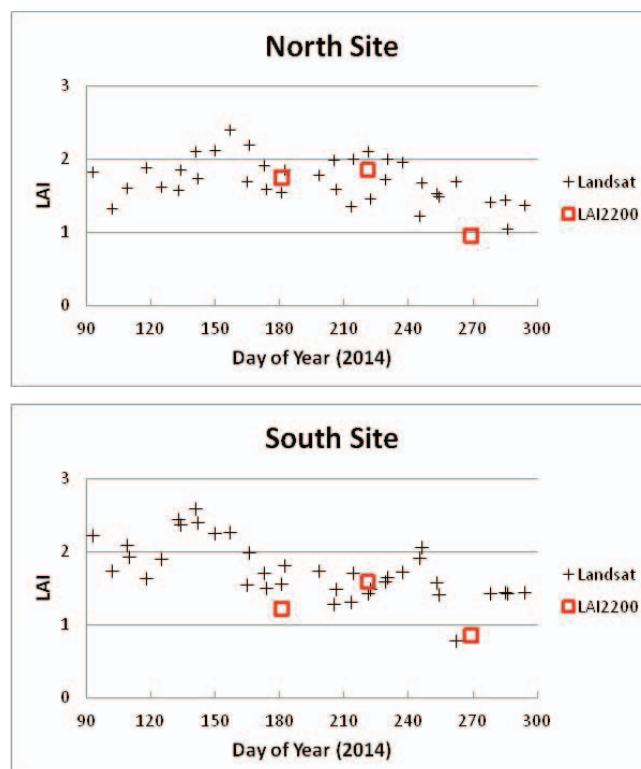 North Site
3
2
1
0
LAI
90 120 150 180 210 240 270 300
Day of Year (2014)
Landsat
LAI2200
South Site
3
2
1
0
LAI
90 120 150 180 210 240 270 300
Day of Year (2014)
Landsat
LAI2200